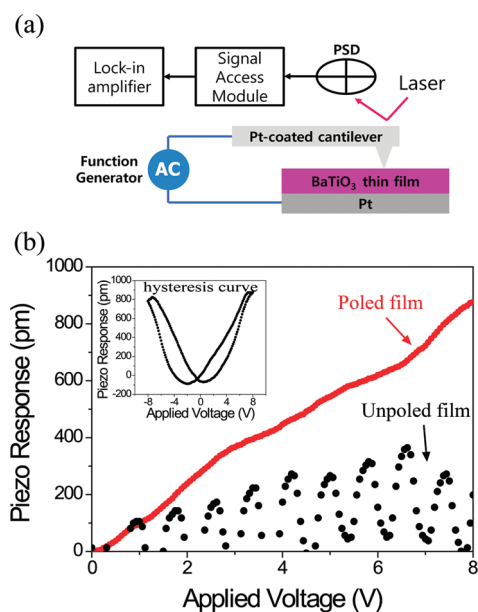 (a)
PSD
Lock-in
amplifier
Signal
Access
Module
Laser
Pt-coated cantilever
Function
Generator
AC
BaTiO₃ thin film
Pt
(b)
1000
800
600
400
200
0
Piezo Response (pm)
hysteresis curve
1000
800
600
400
200
0
-200
Piezo Response (pm)
-8 -4 0 4 8
Applied Voltage (V)
Poled film
Unpoled film
0 2 4 6 8
Applied Voltage (V)